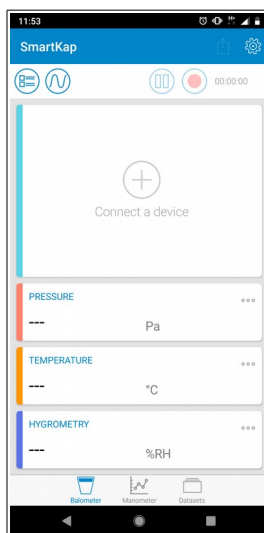 11:53
SmartKap
00:00:00
Connect a device
PRESSURE
--- Pa
TEMPERATURE
--- °C
HYGROMETRY
--- %RH
Balometer Manometer Datasets